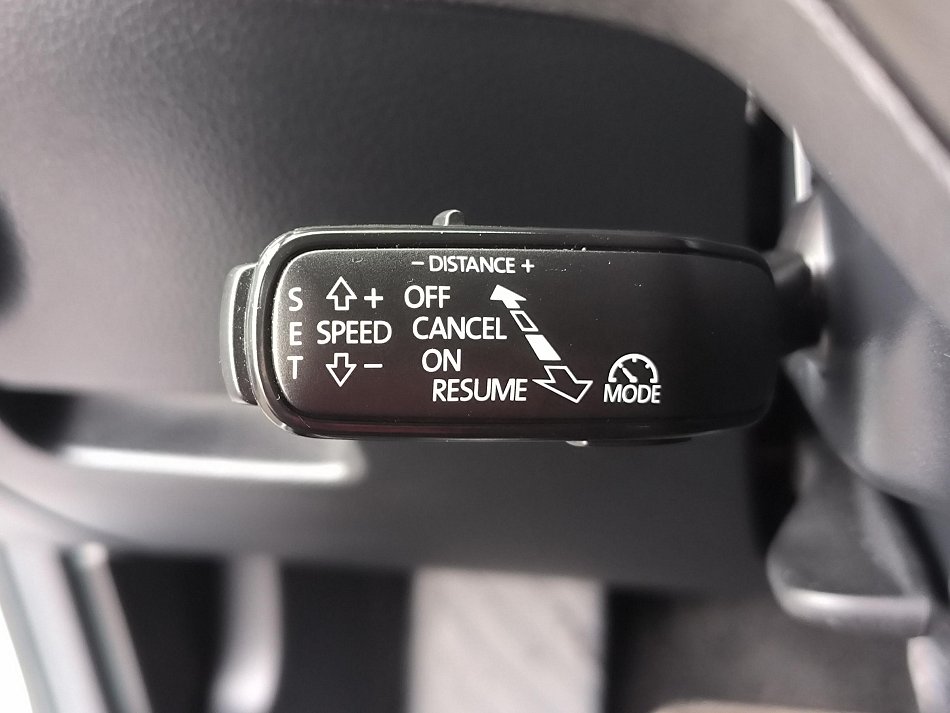 - DISTANCE +
S + OFF
E SPEED CANCEL
T - ON
RESUME MODE